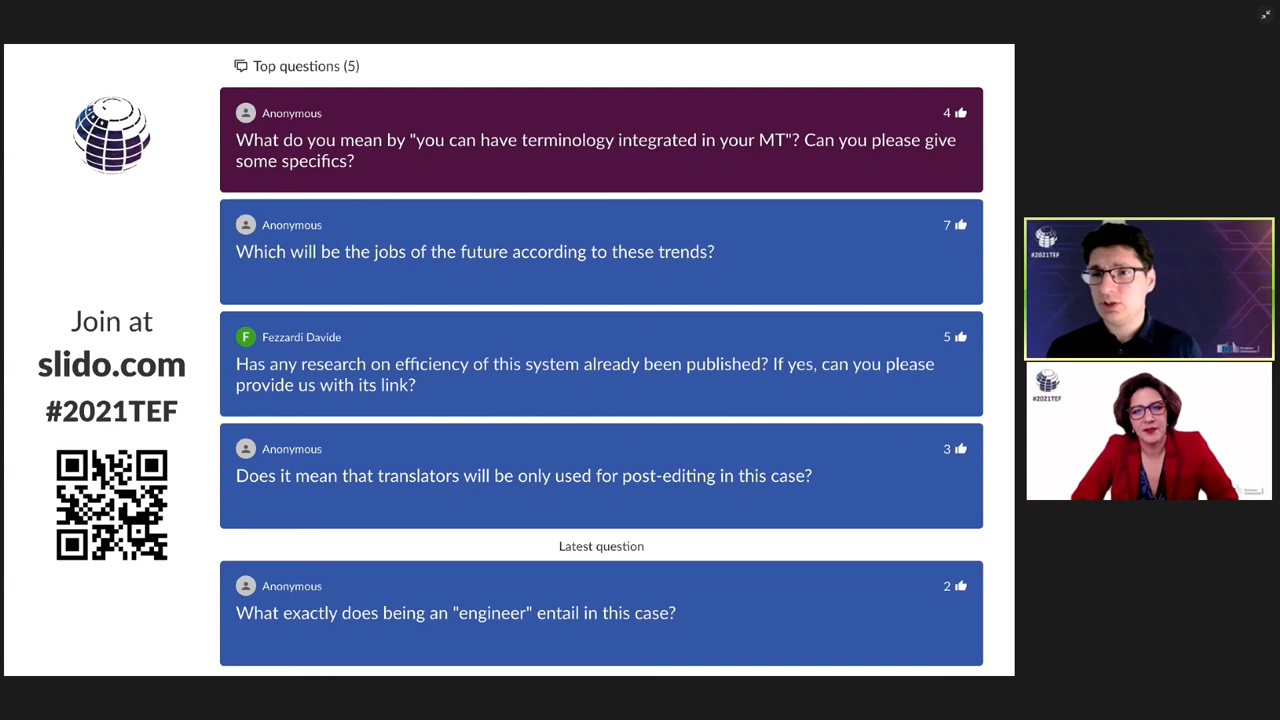 Top questions (5)
Anonymous
4
What do you mean by "you can have terminology integrated in your MT"? Can you please give
some specifics?
Anonymous
7
Which will be the jobs of the future according to these trends?
F
Fezzardi Davide
5
Has any research on efficiency of this system already been published? If yes, can you please
provide us with its link?
Anonymous
3
Does it mean that translators will be only used for post-editing in this case?
Latest question
Anonymous
2
What exactly does being an "engineer" entail in this case?
Join at
slido.com
#2021TEF
#2021TEF
#2021TEF